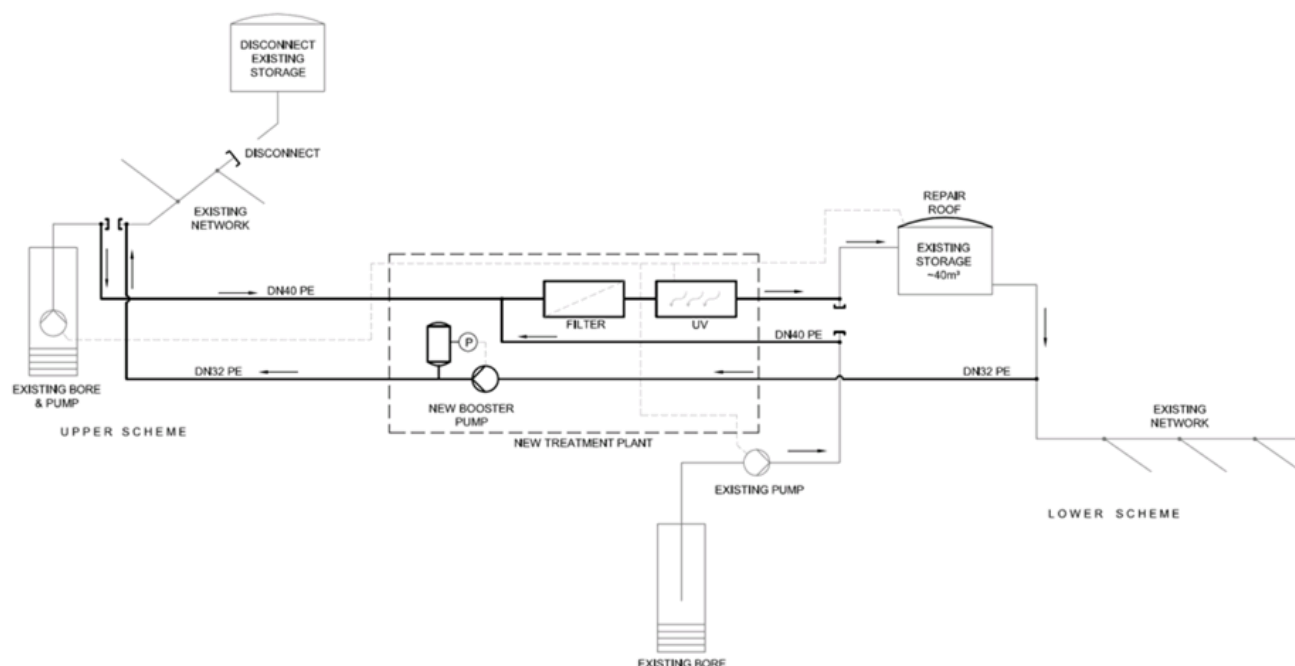 DISCONNECT
EXISTING
STORAGE
DISCONNECT
EXISTING
NETWORK
REPAIR
ROOF
EXISTING
STORAGE
~40m³
DN40 PE
FILTER
UV
DN40 PE
P
DN32 PE
DN32 PE
EXISTING BORE
& PUMP
NEW BOOSTER
PUMP
UPPER SCHEME
NEW TREATMENT PLANT
EXISTING
NETWORK
EXISTING PUMP
LOWER SCHEME
EXISTING BORE